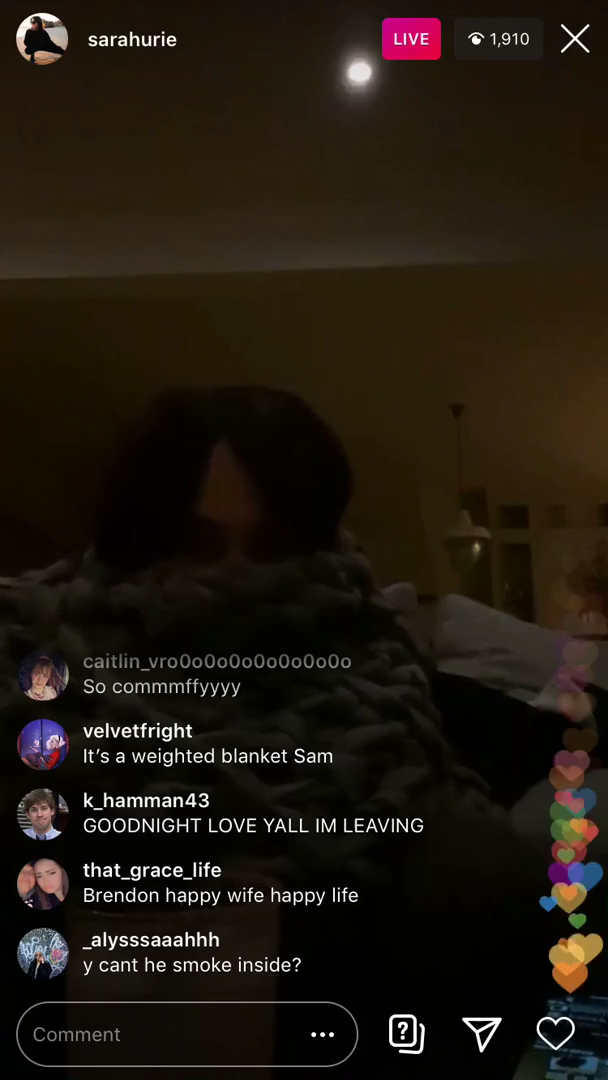 sarahurie
LIVE
1,910
caitlin_vro0o0o0o0o0o0o0o
So commmffyyyy
velvetfright
It’s a weighted blanket Sam
k_hamman43
GOODNIGHT LOVE YALL IM LEAVING
that_grace_life
Brendon happy wife happy life
_alysssaaahhh
y cant he smoke inside?
Comment